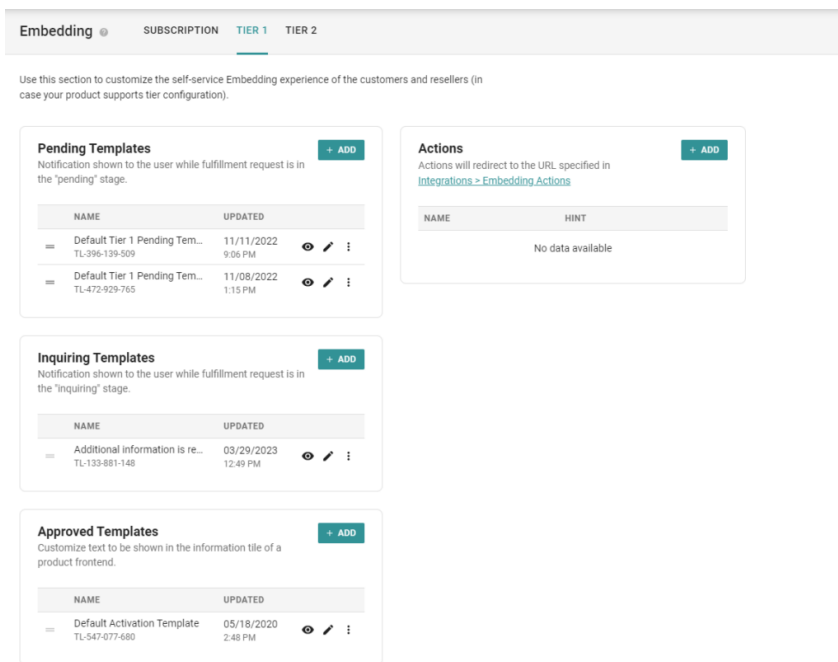 Embedding
SUBSCRIPTION TIER 1 TIER 2
Use this section to customize the self-service Embedding experience of the customers and resellers (in
case your product supports tier configuration).
Pending Templates
+ ADD
Notification shown to the user while fulfillment request is in
the "pending" stage.
NAME UPDATED
Default Tier 1 Pending Tem... 11/11/2022
TL-396-139-509 9:06 PM
Default Tier 1 Pending Tem... 11/08/2022
TL-472-929-765 1:15 PM
Actions
+ ADD
Actions will redirect to the URL specified in
Integrations > Embedding Actions
NAME HINT
No data available
Inquiring Templates
+ ADD
Notification shown to the user while fulfillment request is in
the "inquiring" stage.
NAME UPDATED
Additional information is re... 03/29/2023
TL-133-881-148 12:49 PM
Approved Templates
+ ADD
Customize text to be shown in the information tile of a
product frontend.
NAME UPDATED
Default Activation Template 05/18/2020
TL-547-077-680 2:48 PM